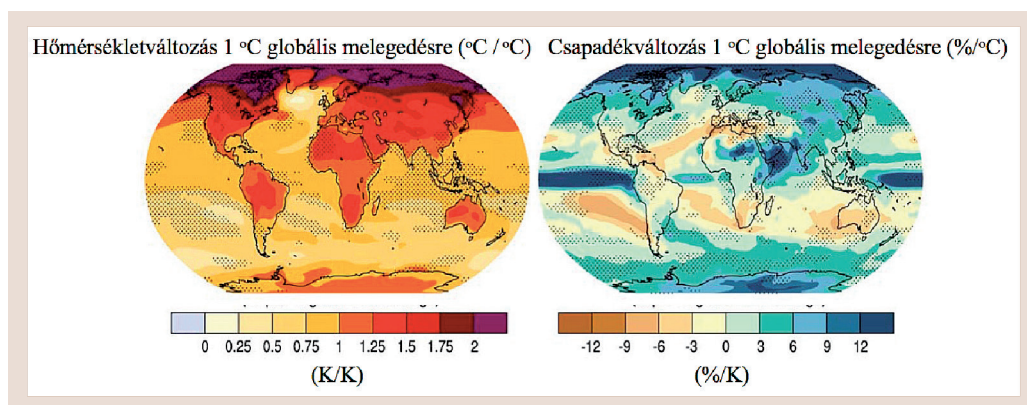 Hőmérsékletváltozás 1 °C globális melegedésre (°C / °C)
Csapadékváltozás 1 °C globális melegedésre (%/°C)
0 0.25 0.5 0.75 1 1.25 1.5 1.75 2
-12 -9 -6 -3 0 3 6 9 12
(K/K)
(%/K)